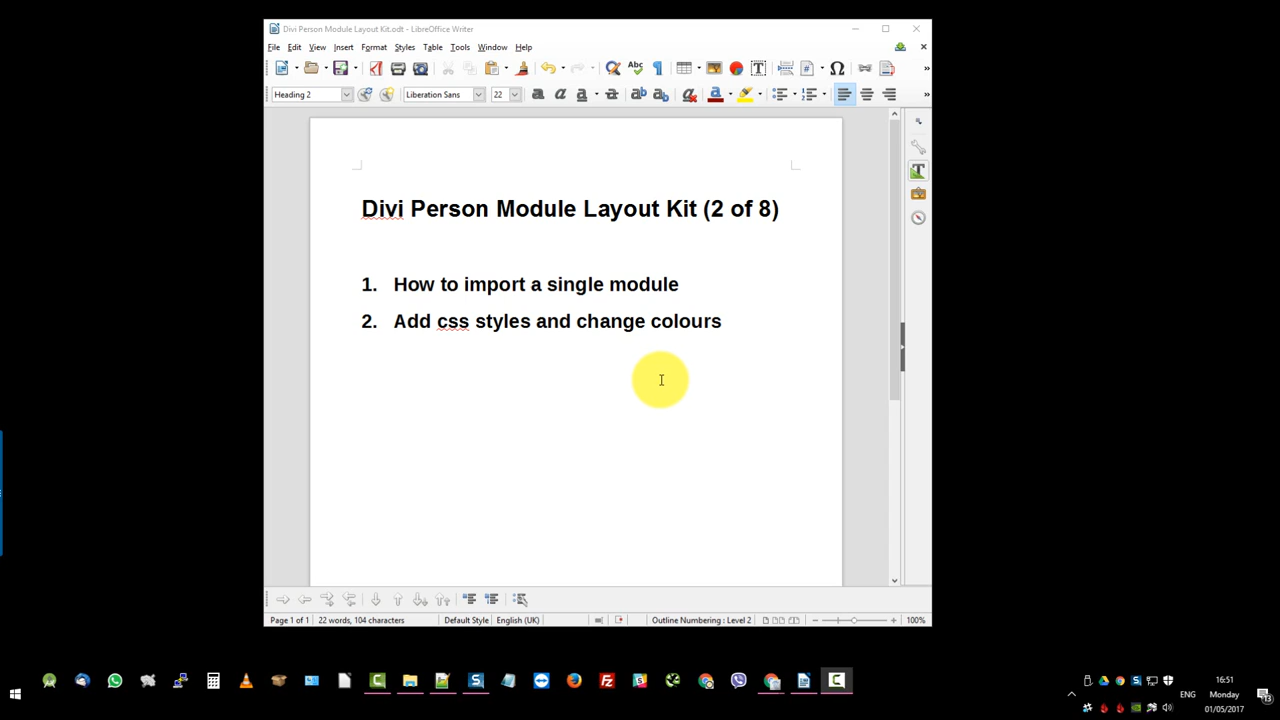 Divi Person Module Layout Kit.odt - LibreOffice Writer
File Edit View Insert Format Styles Table Tools Window Help
Heading 2 Liberation Sans 22
Divi Person Module Layout Kit (2 of 8)
1. How to import a single module
2. Add css styles and change colours
Page 1 of 1 22 words, 104 characters Default Style English (UK) Outline Numbering : Level 2 100%
16:51
ENG Monday
01/05/2017